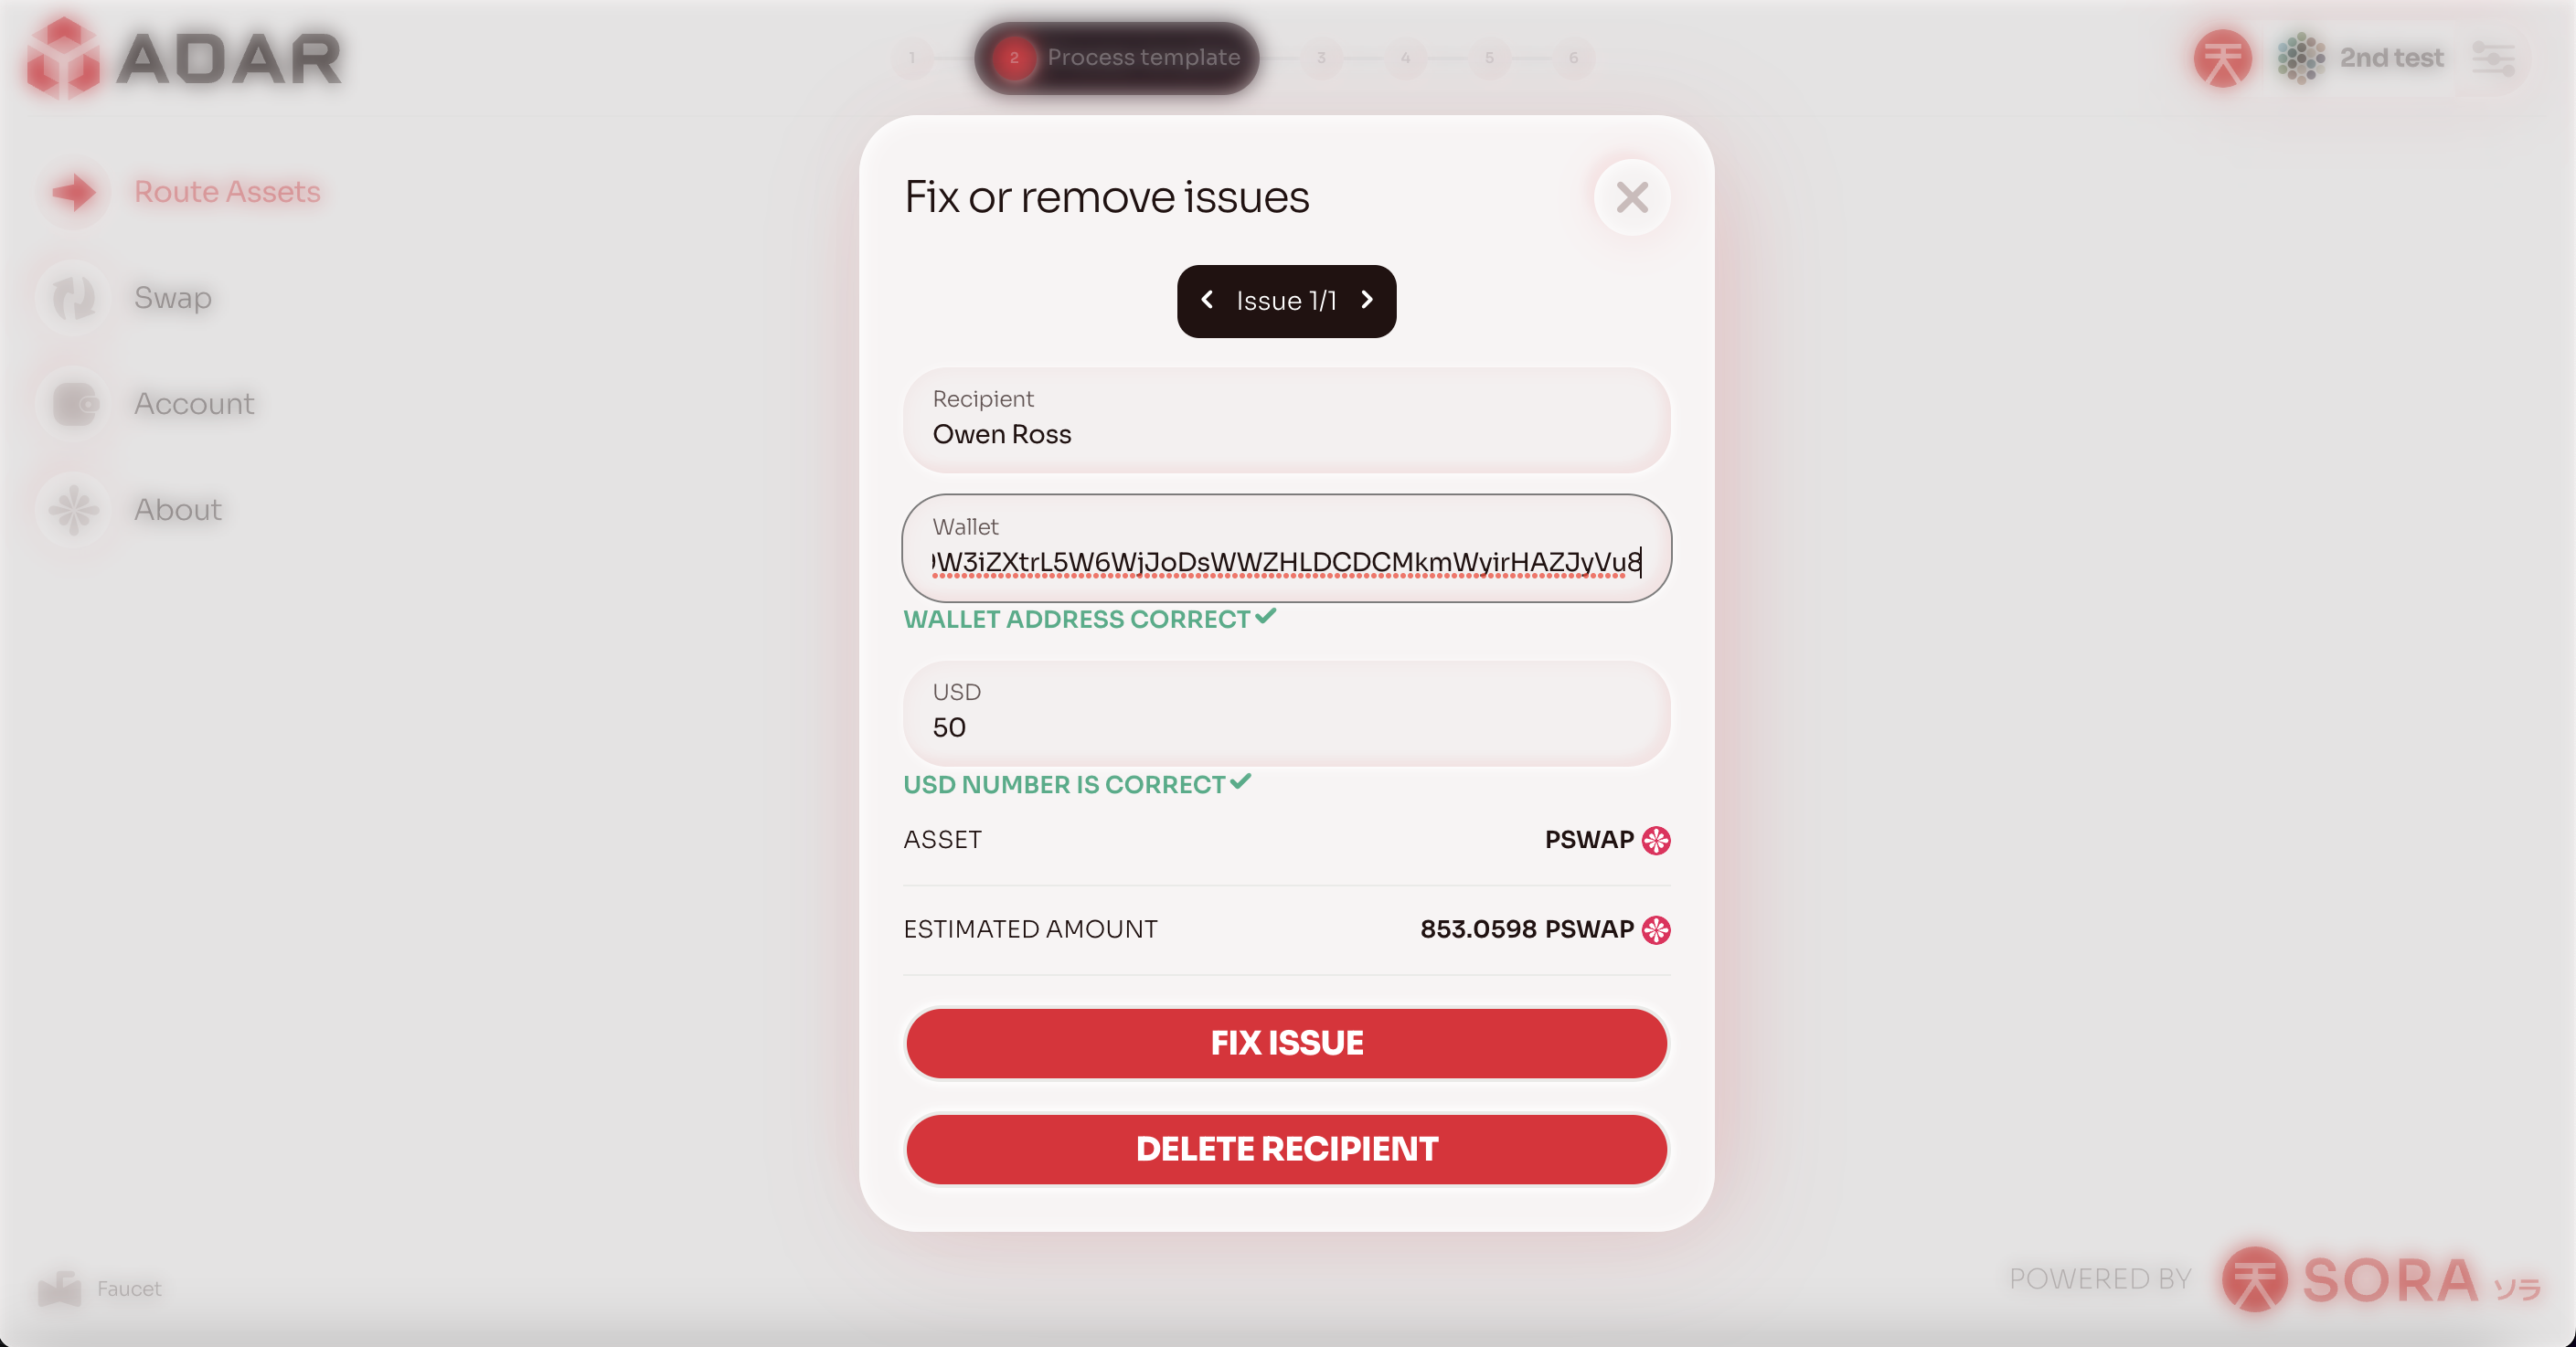 ADAR
1
2 Process template
3
4
5
6
2nd test
Route Assets
Swap
Account
About
Fix or remove issues
Issue 1/1
Recipient
Owen Ross
Wallet
W3iZXtrL5W6WjJoDsWWZHLDCDCMkmWyirHAZJyVu8
WALLET ADDRESS CORRECT
USD
50
USD NUMBER IS CORRECT
ASSET
PSWAP
ESTIMATED AMOUNT
853.0598 PSWAP
FIX ISSUE
DELETE RECIPIENT
Faucet
POWERED BY
SORA ソラ